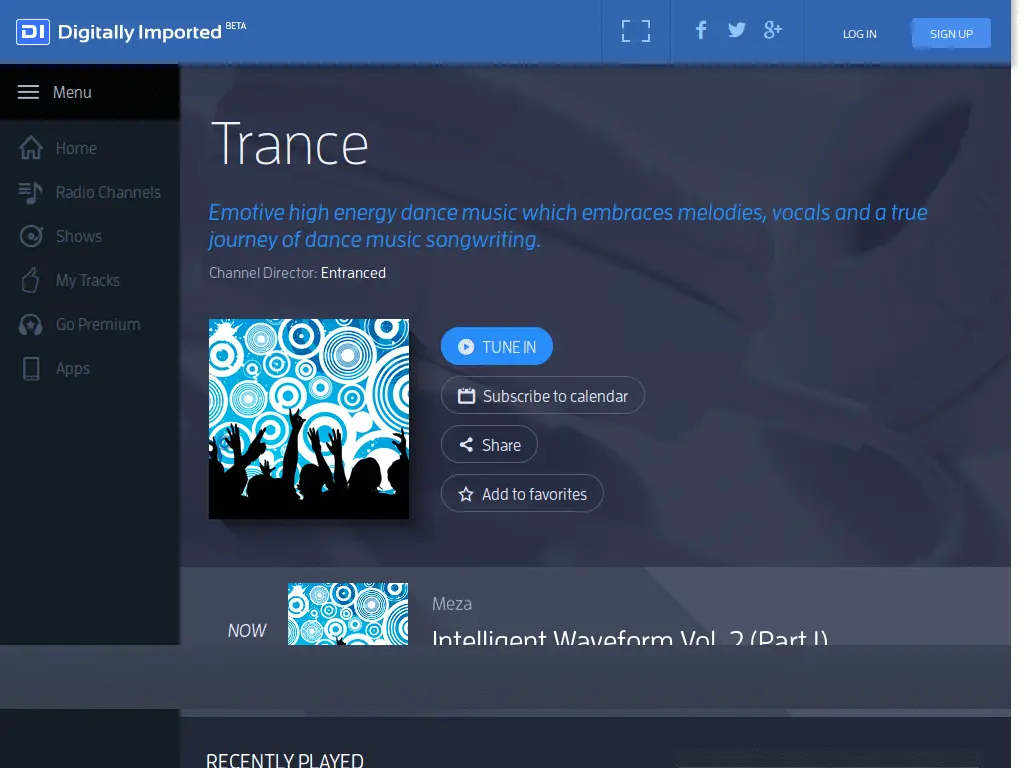 DI Digitally Imported BETA
LOG IN
SIGN UP
Menu
Home
Radio Channels
Shows
My Tracks
Go Premium
Apps
Trance
Emotive high energy dance music which embraces melodies, vocals and a true
journey of dance music songwriting.
Channel Director: Entranced
TUNE IN
Subscribe to calendar
Share
Add to favorites
NOW
Meza
Intelligent Waveform Vol. 2 (Part I)
RECENTLY PLAYED